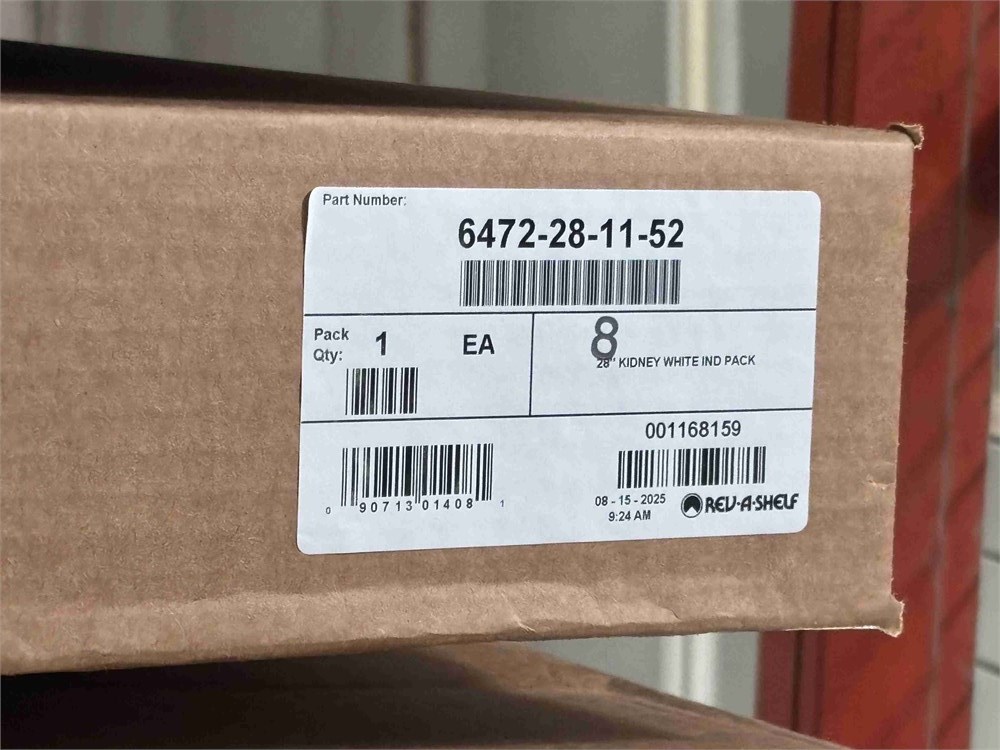 Part Number:
6472-28-11-52
Pack
Qty:
1
EA
8
28" KIDNEY WHITE IND PACK
0 90713 01408 1
001168159
08 - 15 - 2025
9:24 AM
REV-A-SHELF